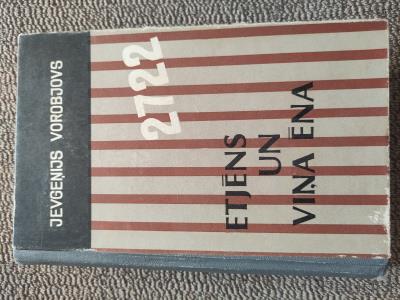 JEVGEŅIJS VOROBJOVS
2722
ETJĒNS
UN
VIŅA ĒNA